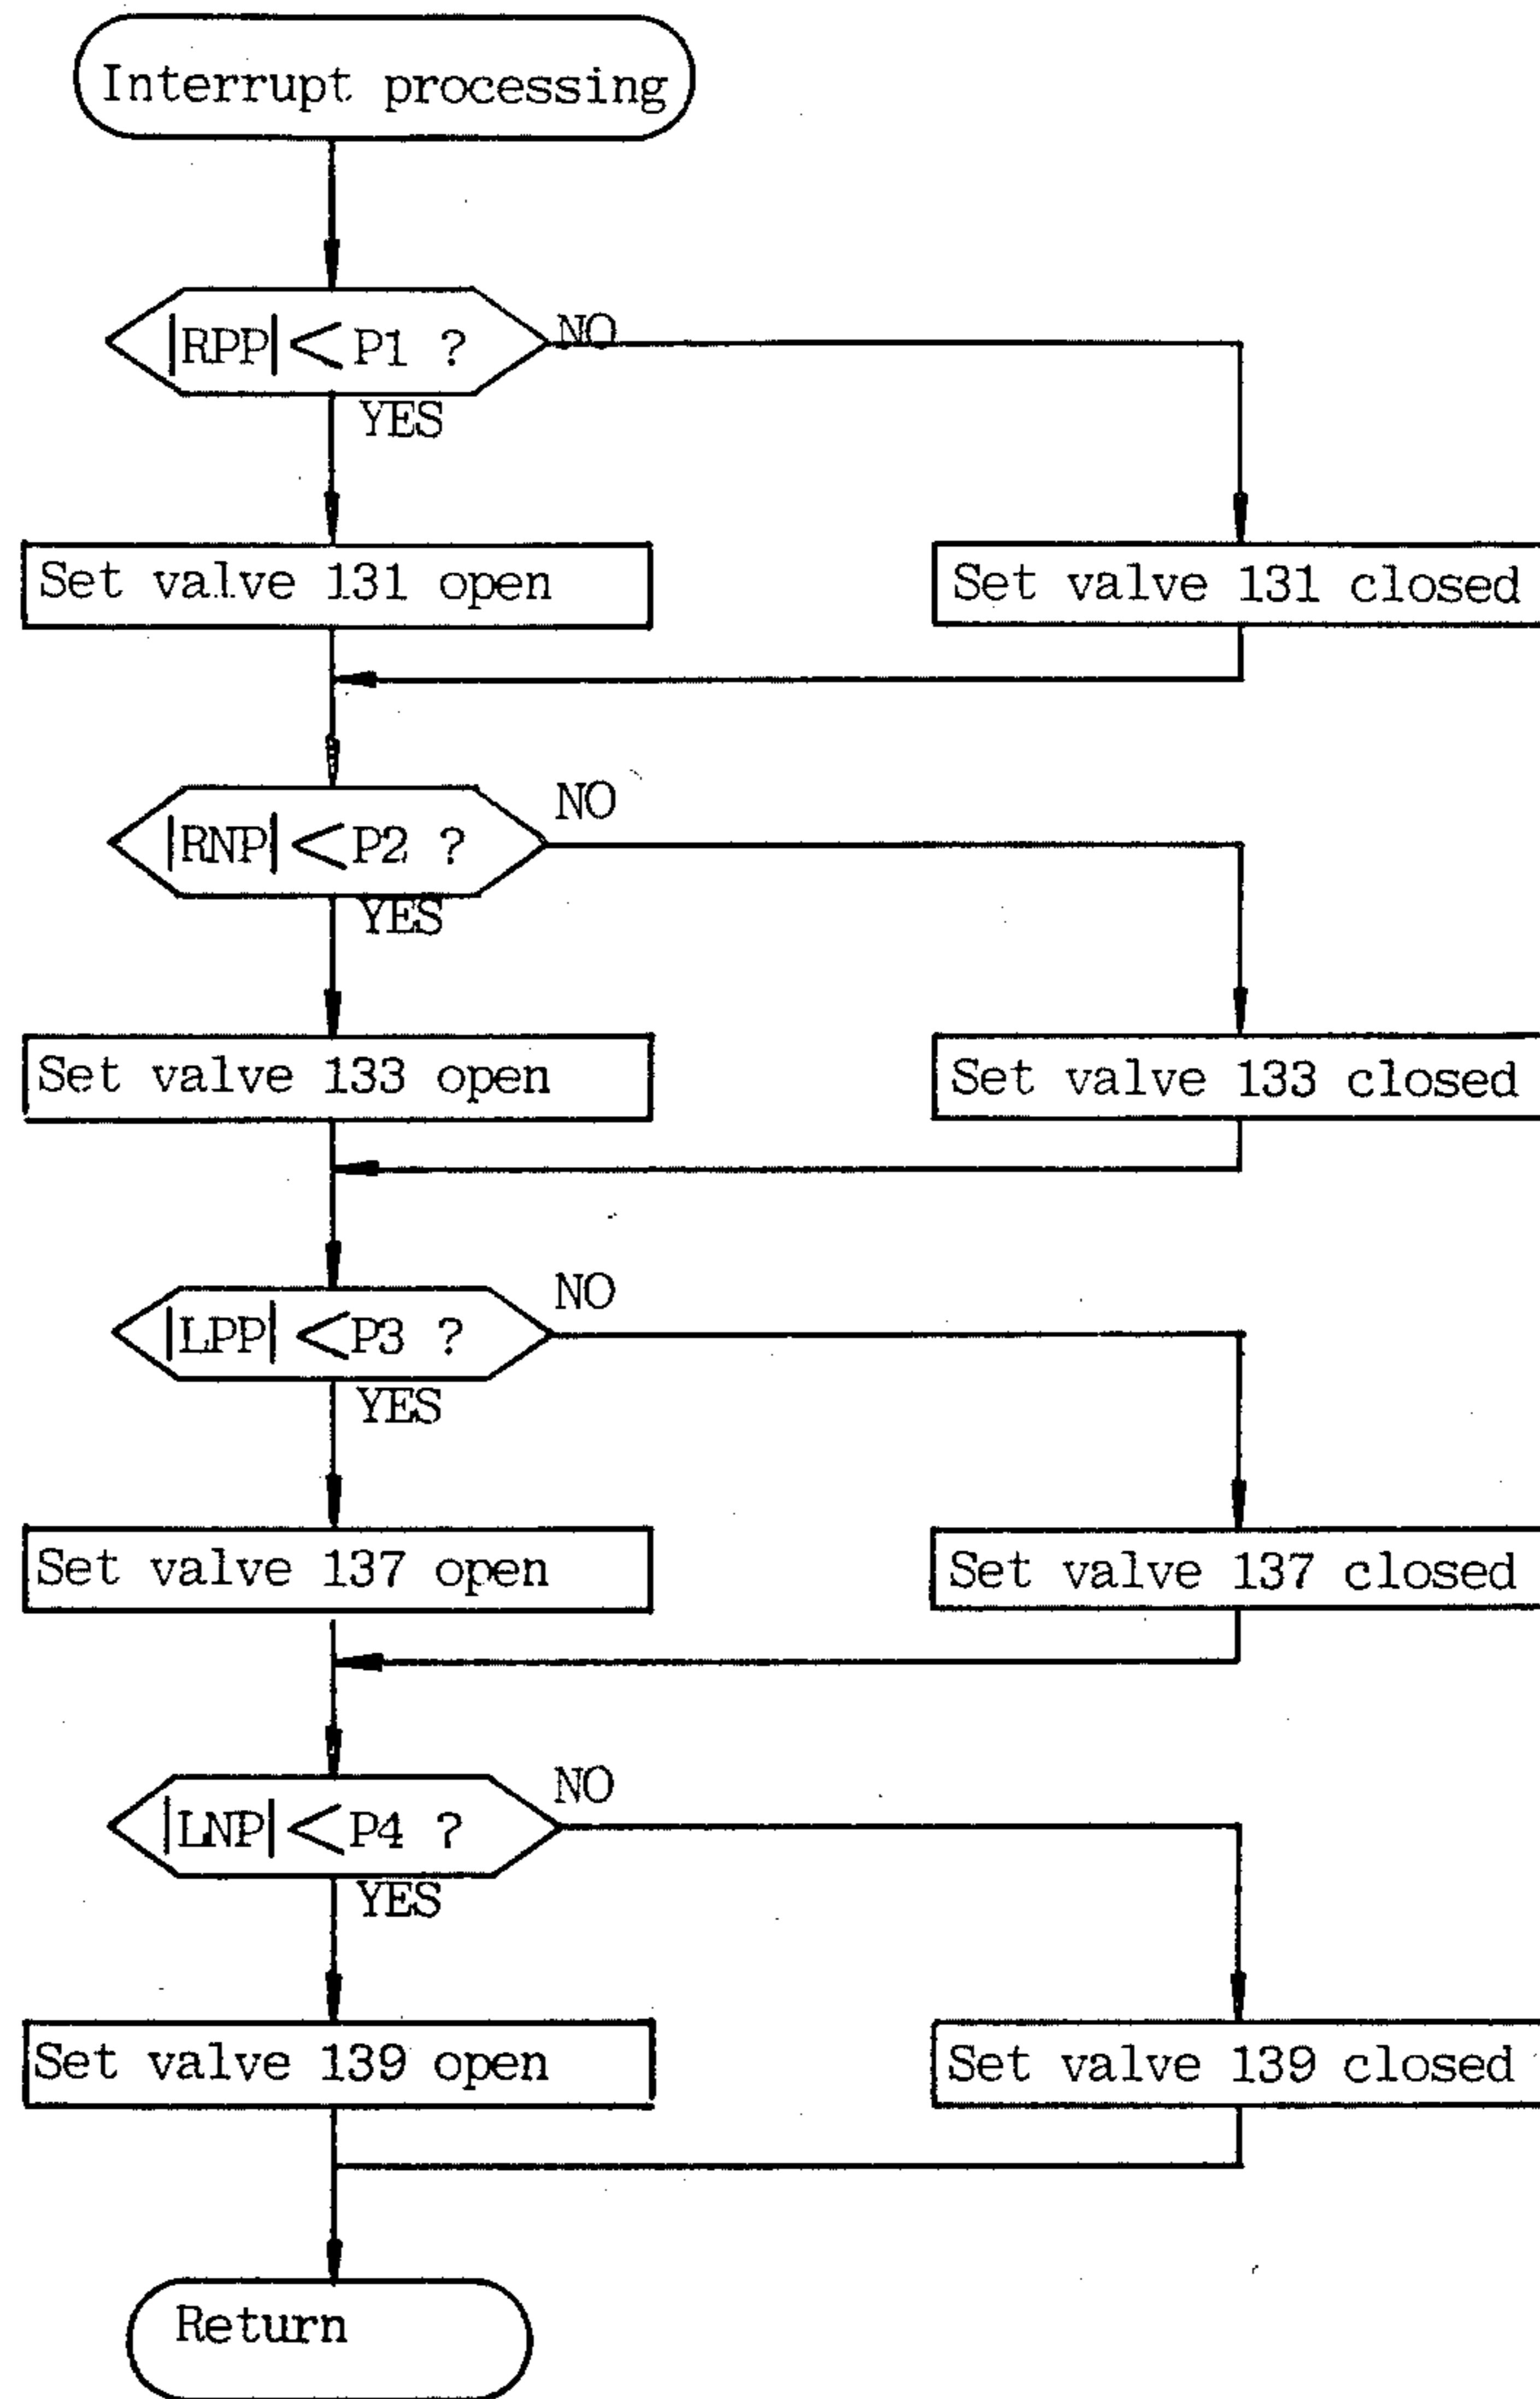 Interrupt processing
|RPP|<P1 ?
NO
YES
Set valve 131 open
Set valve 131 closed
|RNP|<P2 ?
NO
YES
Set valve 133 open
Set valve 133 closed
|LPP|<P3 ?
NO
YES
Set valve 137 open
Set valve 137 closed
|LNP|<P4 ?
NO
YES
Set valve 139 open
Set valve 139 closed
Return